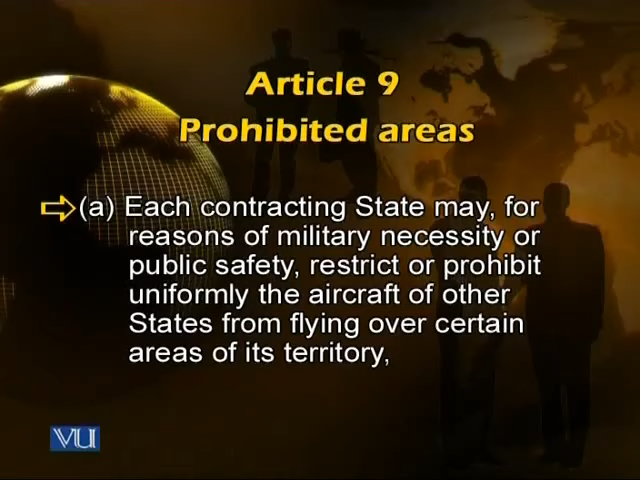 Article 9
Prohibited areas
(a) Each contracting State may, for
reasons of military necessity or
public safety, restrict or prohibit
uniformly the aircraft of other
States from flying over certain
areas of its territory,
VU